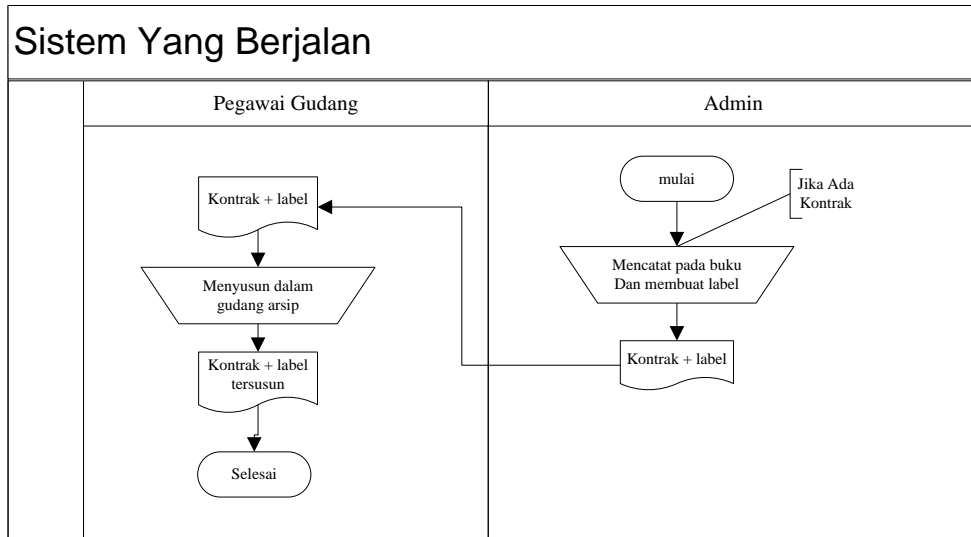 Sistem Yang Berjalan
Pegawai Gudang
Admin
Kontrak + label
Menyusun dalam
gudang arsip
Kontrak + label
tersusun
Selesai
mulai
Jika Ada
Kontrak
Mencatat pada buku
Dan membuat label
Kontrak + label